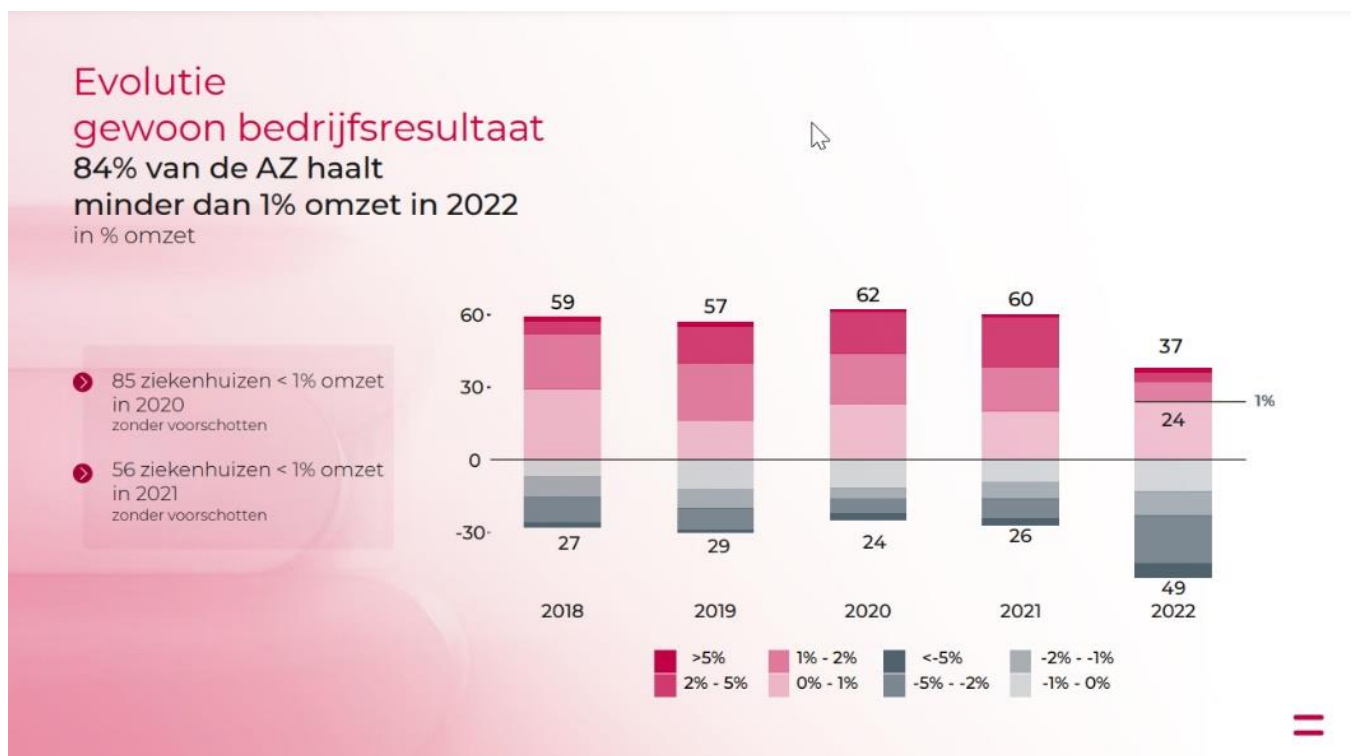 Evolutie
gewoon bedrijfsresultaat
84% van de AZ haalt
minder dan 1% omzet in 2022
in % omzet
85 ziekenhuizen < 1% omzet
in 2020
zonder voorschotten
56 ziekenhuizen < 1% omzet
in 2021
zonder voorschotten
59 57 62 60 37
60
30
0
-30
1%
24
27 29 24 26 49
2018 2019 2020 2021 2022
>5% 1% - 2% <-5% -2% - -1%
2% - 5% 0% - 1% -5% - -2% -1% - 0%